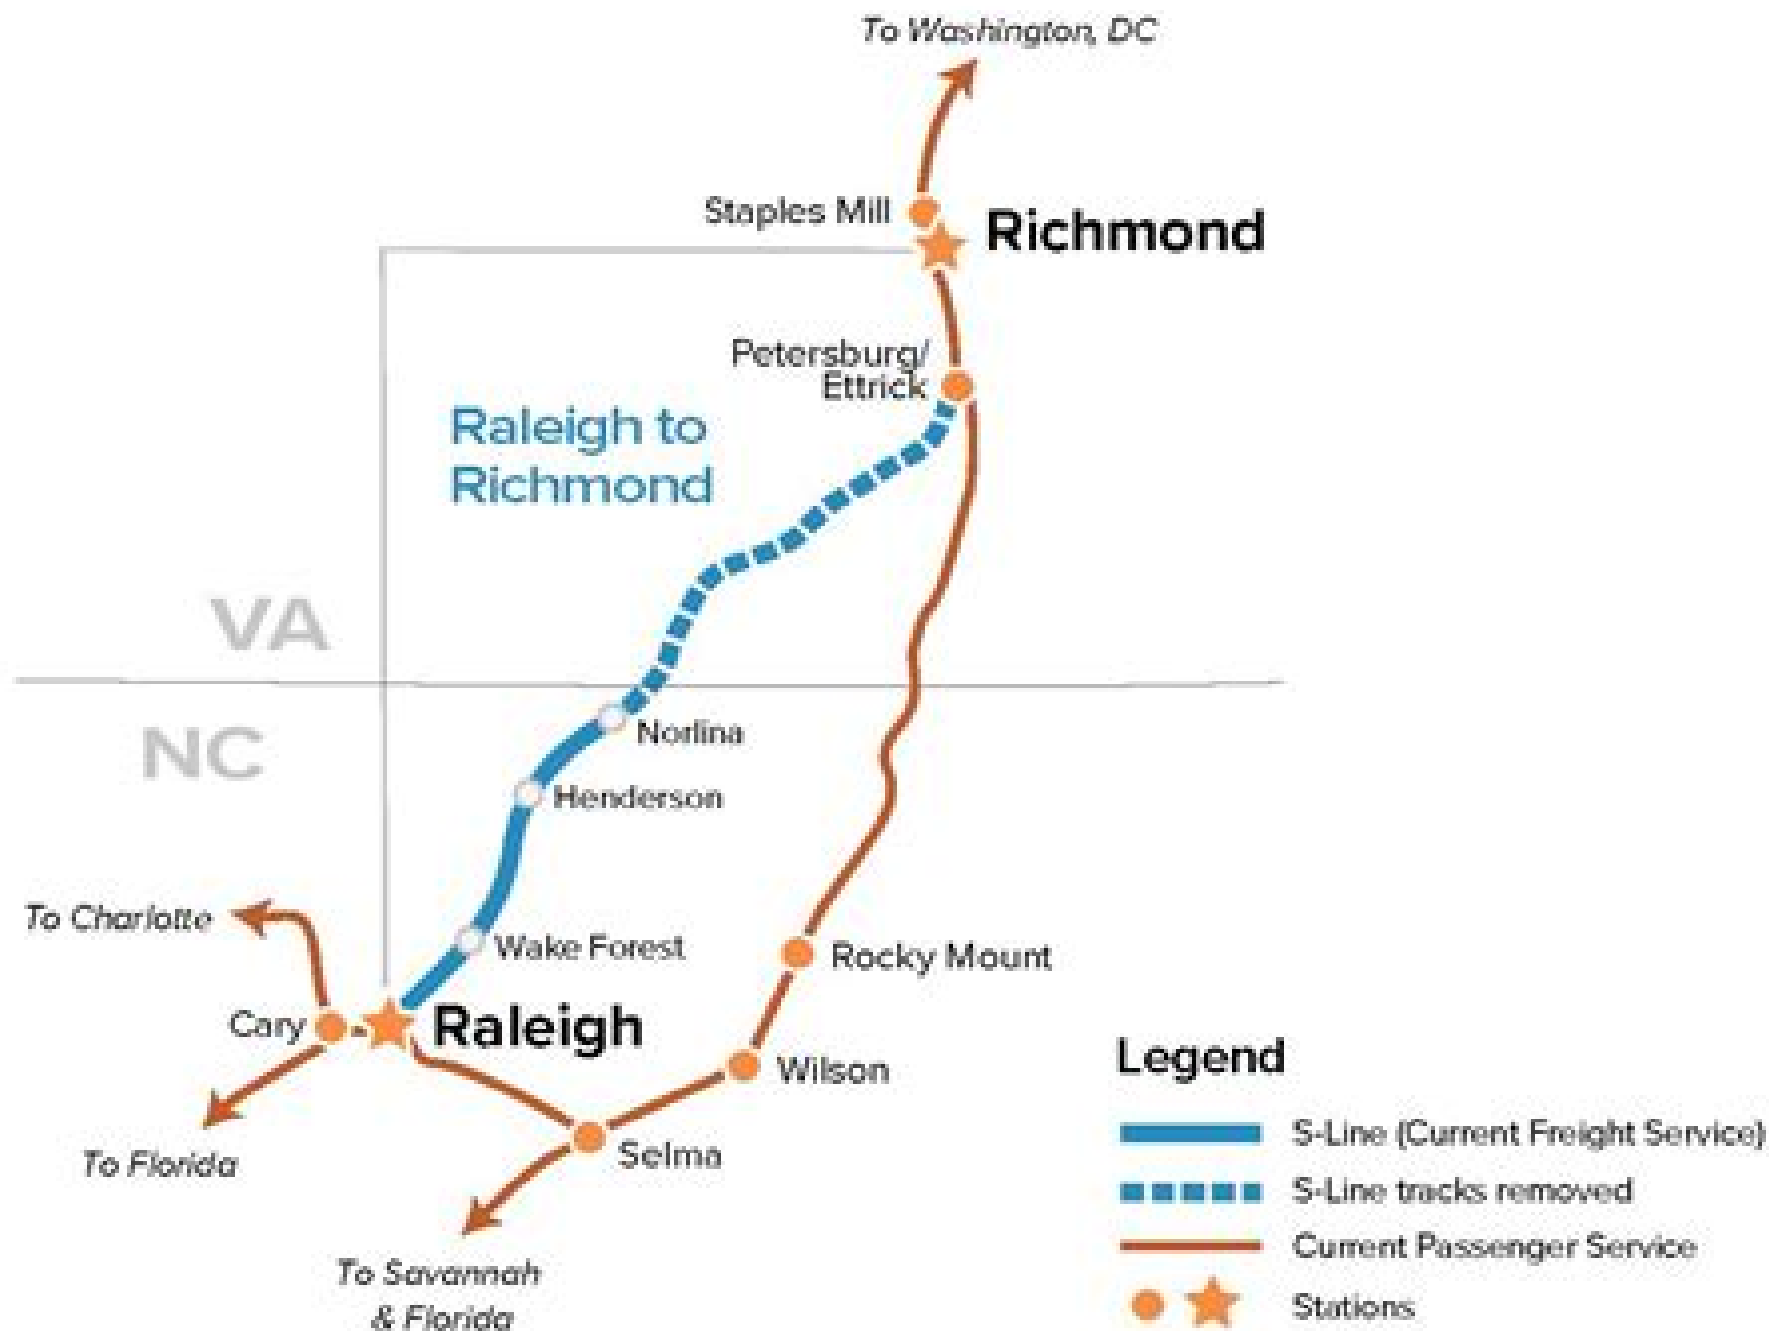 To Washington, DC
Staples Mill
Richmond
Petersburg/
Ettrick
Raleigh to
Richmond
VA
NC
Norlina
Henderson
To Charlotte
Wake Forest
Rocky Mount
Cary
Raleigh
Wilson
To Florida
Selma
To Savannah
& Florida
Legend
S-Line (Current Freight Service)
S-Line tracks removed
Current Passenger Service
Stations